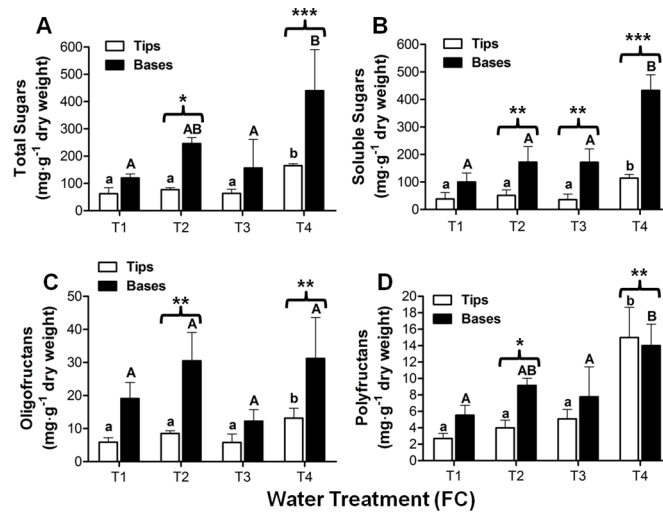 A
Total Sugars
(mg·g⁻¹ dry weight)
600
500
400
300
200
100
0
Tips
Bases
a
A
*
a
AB
a
A
***
b
B
T1 T2 T3 T4
B
Soluble Sugars
(mg·g⁻¹ dry weight)
600
500
400
300
200
100
0
Tips
Bases
a
A
**
a
A
**
a
A
***
b
B
T1 T2 T3 T4
C
Oligofructans
(mg·g⁻¹ dry weight)
50
40
30
20
10
0
Tips
Bases
a
A
**
a
A
a
A
**
b
A
T1 T2 T3 T4
D
Polyfructans
(mg·g⁻¹ dry weight)
20
18
16
14
12
10
8
6
4
2
0
Tips
Bases
a
A
*
a
AB
a
A
**
b
B
T1 T2 T3 T4
Water Treatment (FC)